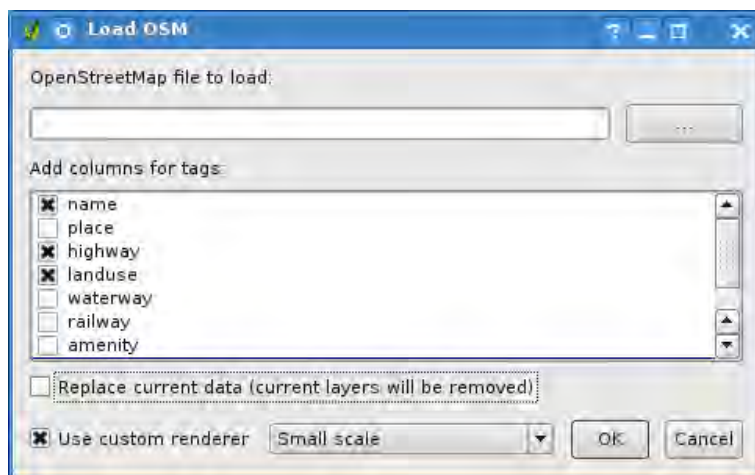 Load OSM
OpenStreetMap file to load:
...
Add columns for tags:
name
place
highway
landuse
waterway
railway
amenity
Replace current data (current layers will be removed)
Use custom renderer Small scale OK Cancel